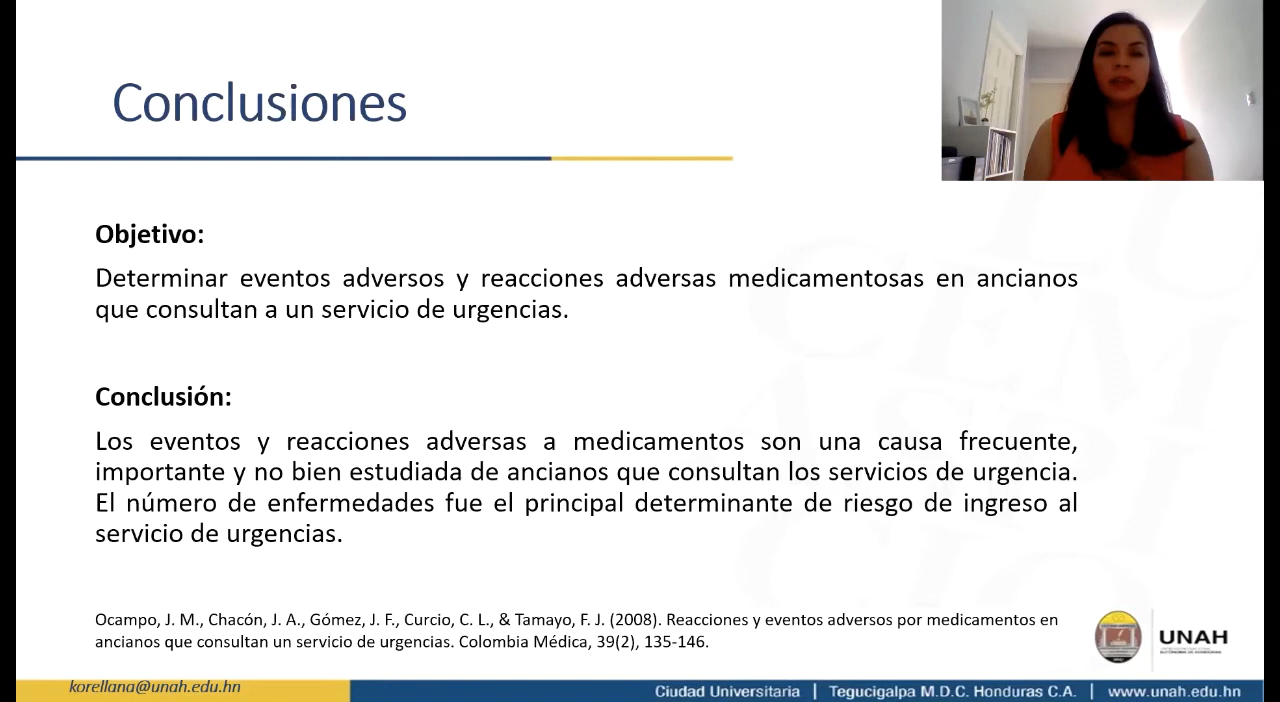 Conclusiones
Objetivo:
Determinar eventos adversos y reacciones adversas medicamentosas en ancianos
que consultan a un servicio de urgencias.
Conclusión:
Los eventos y reacciones adversas a medicamentos son una causa frecuente,
importante y no bien estudiada de ancianos que consultan los servicios de urgencia.
El número de enfermedades fue el principal determinante de riesgo de ingreso al
servicio de urgencias.
Ocampo, J. M., Chacón, J. A., Gómez, J. F., Curcio, C. L., & Tamayo, F. J. (2008). Reacciones y eventos adversos por medicamentos en
ancianos que consultan un servicio de urgencias. Colombia Médica, 39(2), 135-146.
UNAH
korellana@unah.edu.hn
Ciudad Universitaria | Tegucigalpa M.D.C. Honduras C.A. | www.unah.edu.hn